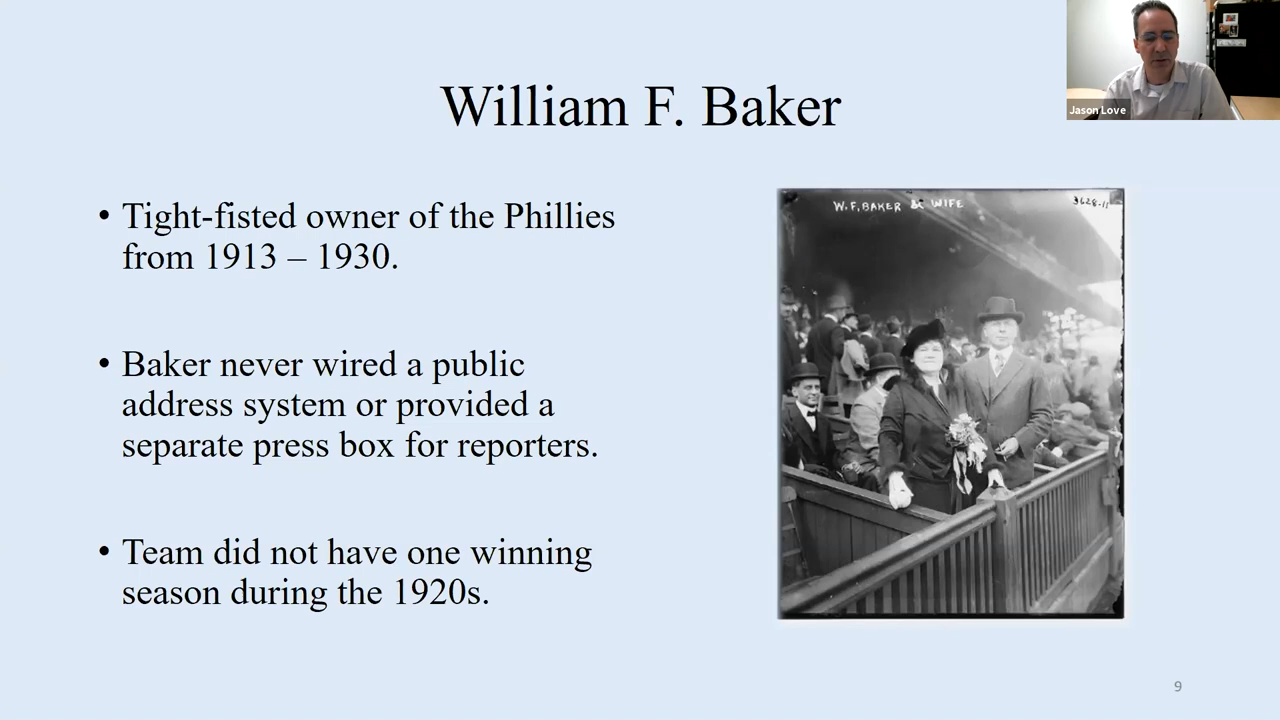 Jason Love
William F. Baker
• Tight-fisted owner of the Phillies
from 1913 – 1930.
• Baker never wired a public
address system or provided a
separate press box for reporters.
• Team did not have one winning
season during the 1920s.
W.F. BAKER & WIFE
3628-11
9